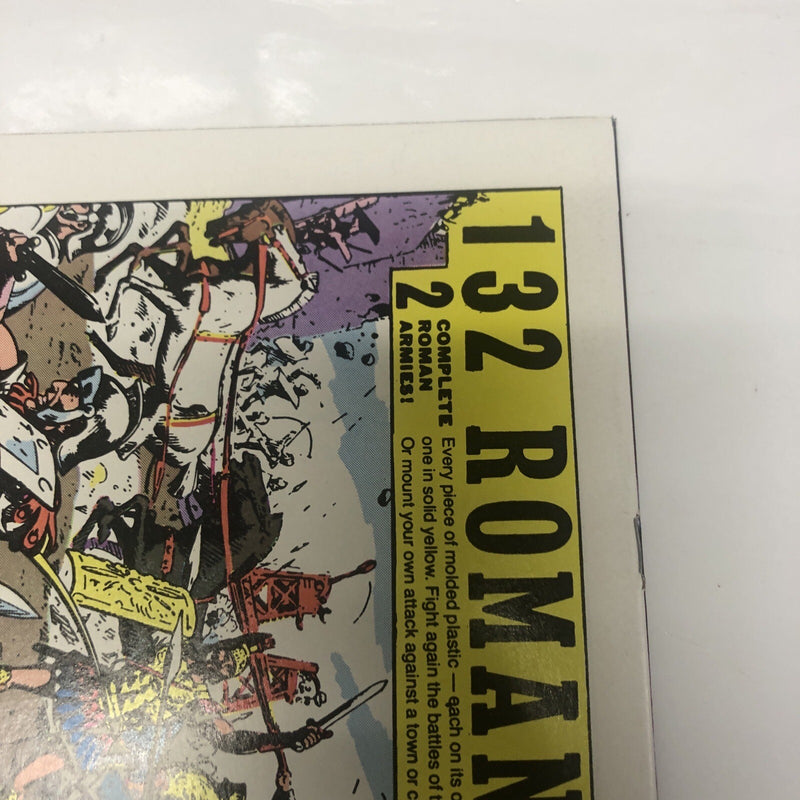 132 ROMAN
2 COMPLETE
ROMAN
ARMIES!
Every piece of molded plastic — each on its
one in solid yellow. Fight again the battles of
Or mount your own attack against a town or